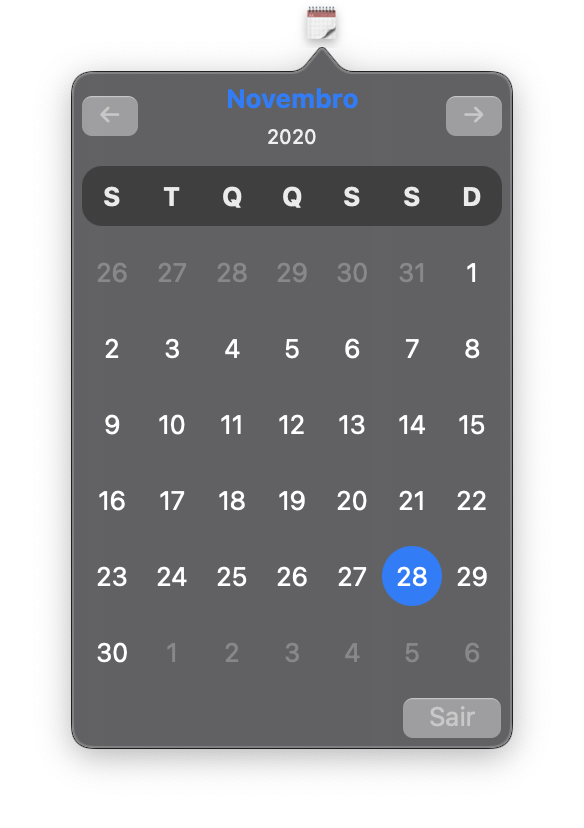 ←
Novembro
→
2020
S T Q Q S S D
26 27 28 29 30 31 1
2 3 4 5 6 7 8
9 10 11 12 13 14 15
16 17 18 19 20 21 22
23 24 25 26 27 28 29
30 1 2 3 4 5 6
Sair